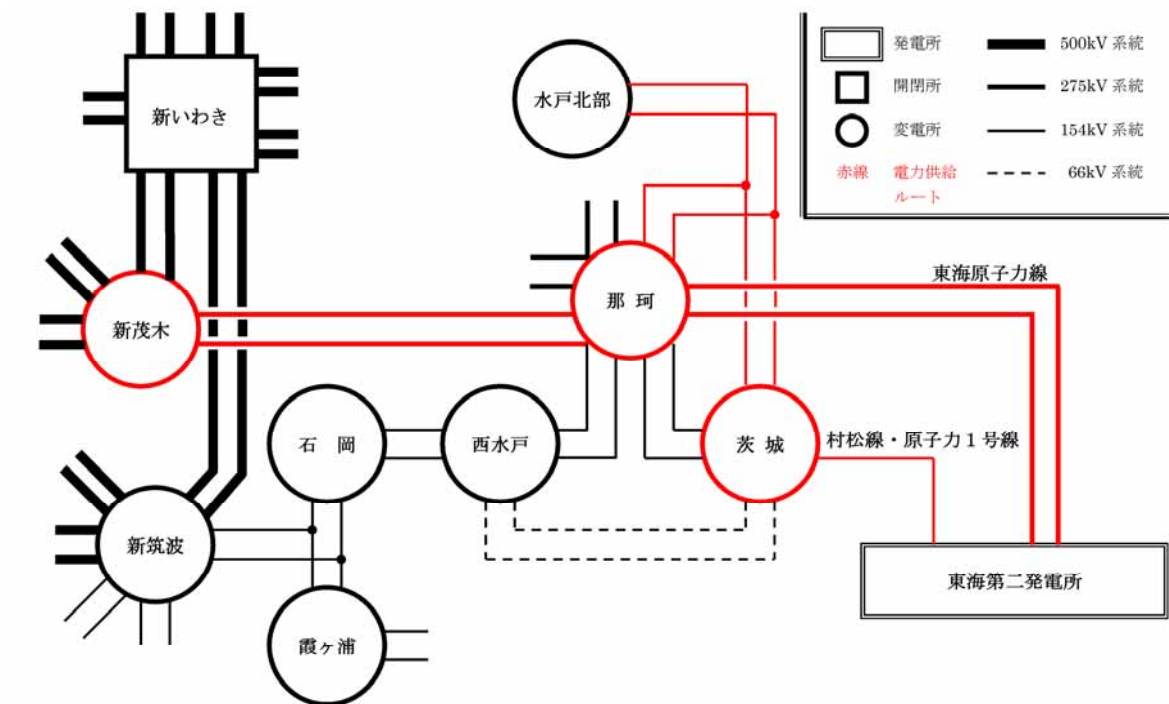 発電所
500kV 系統
開閉所
275kV 系統
変電所
154kV 系統
赤線
電力供給
ルート
66kV 系統
新いわき
水戸北部
那 珂
東海原子力線
新茂木
石 岡
西水戸
茨 城
村松線・原子力１号線
新筑波
東海第二発電所
霞ヶ浦